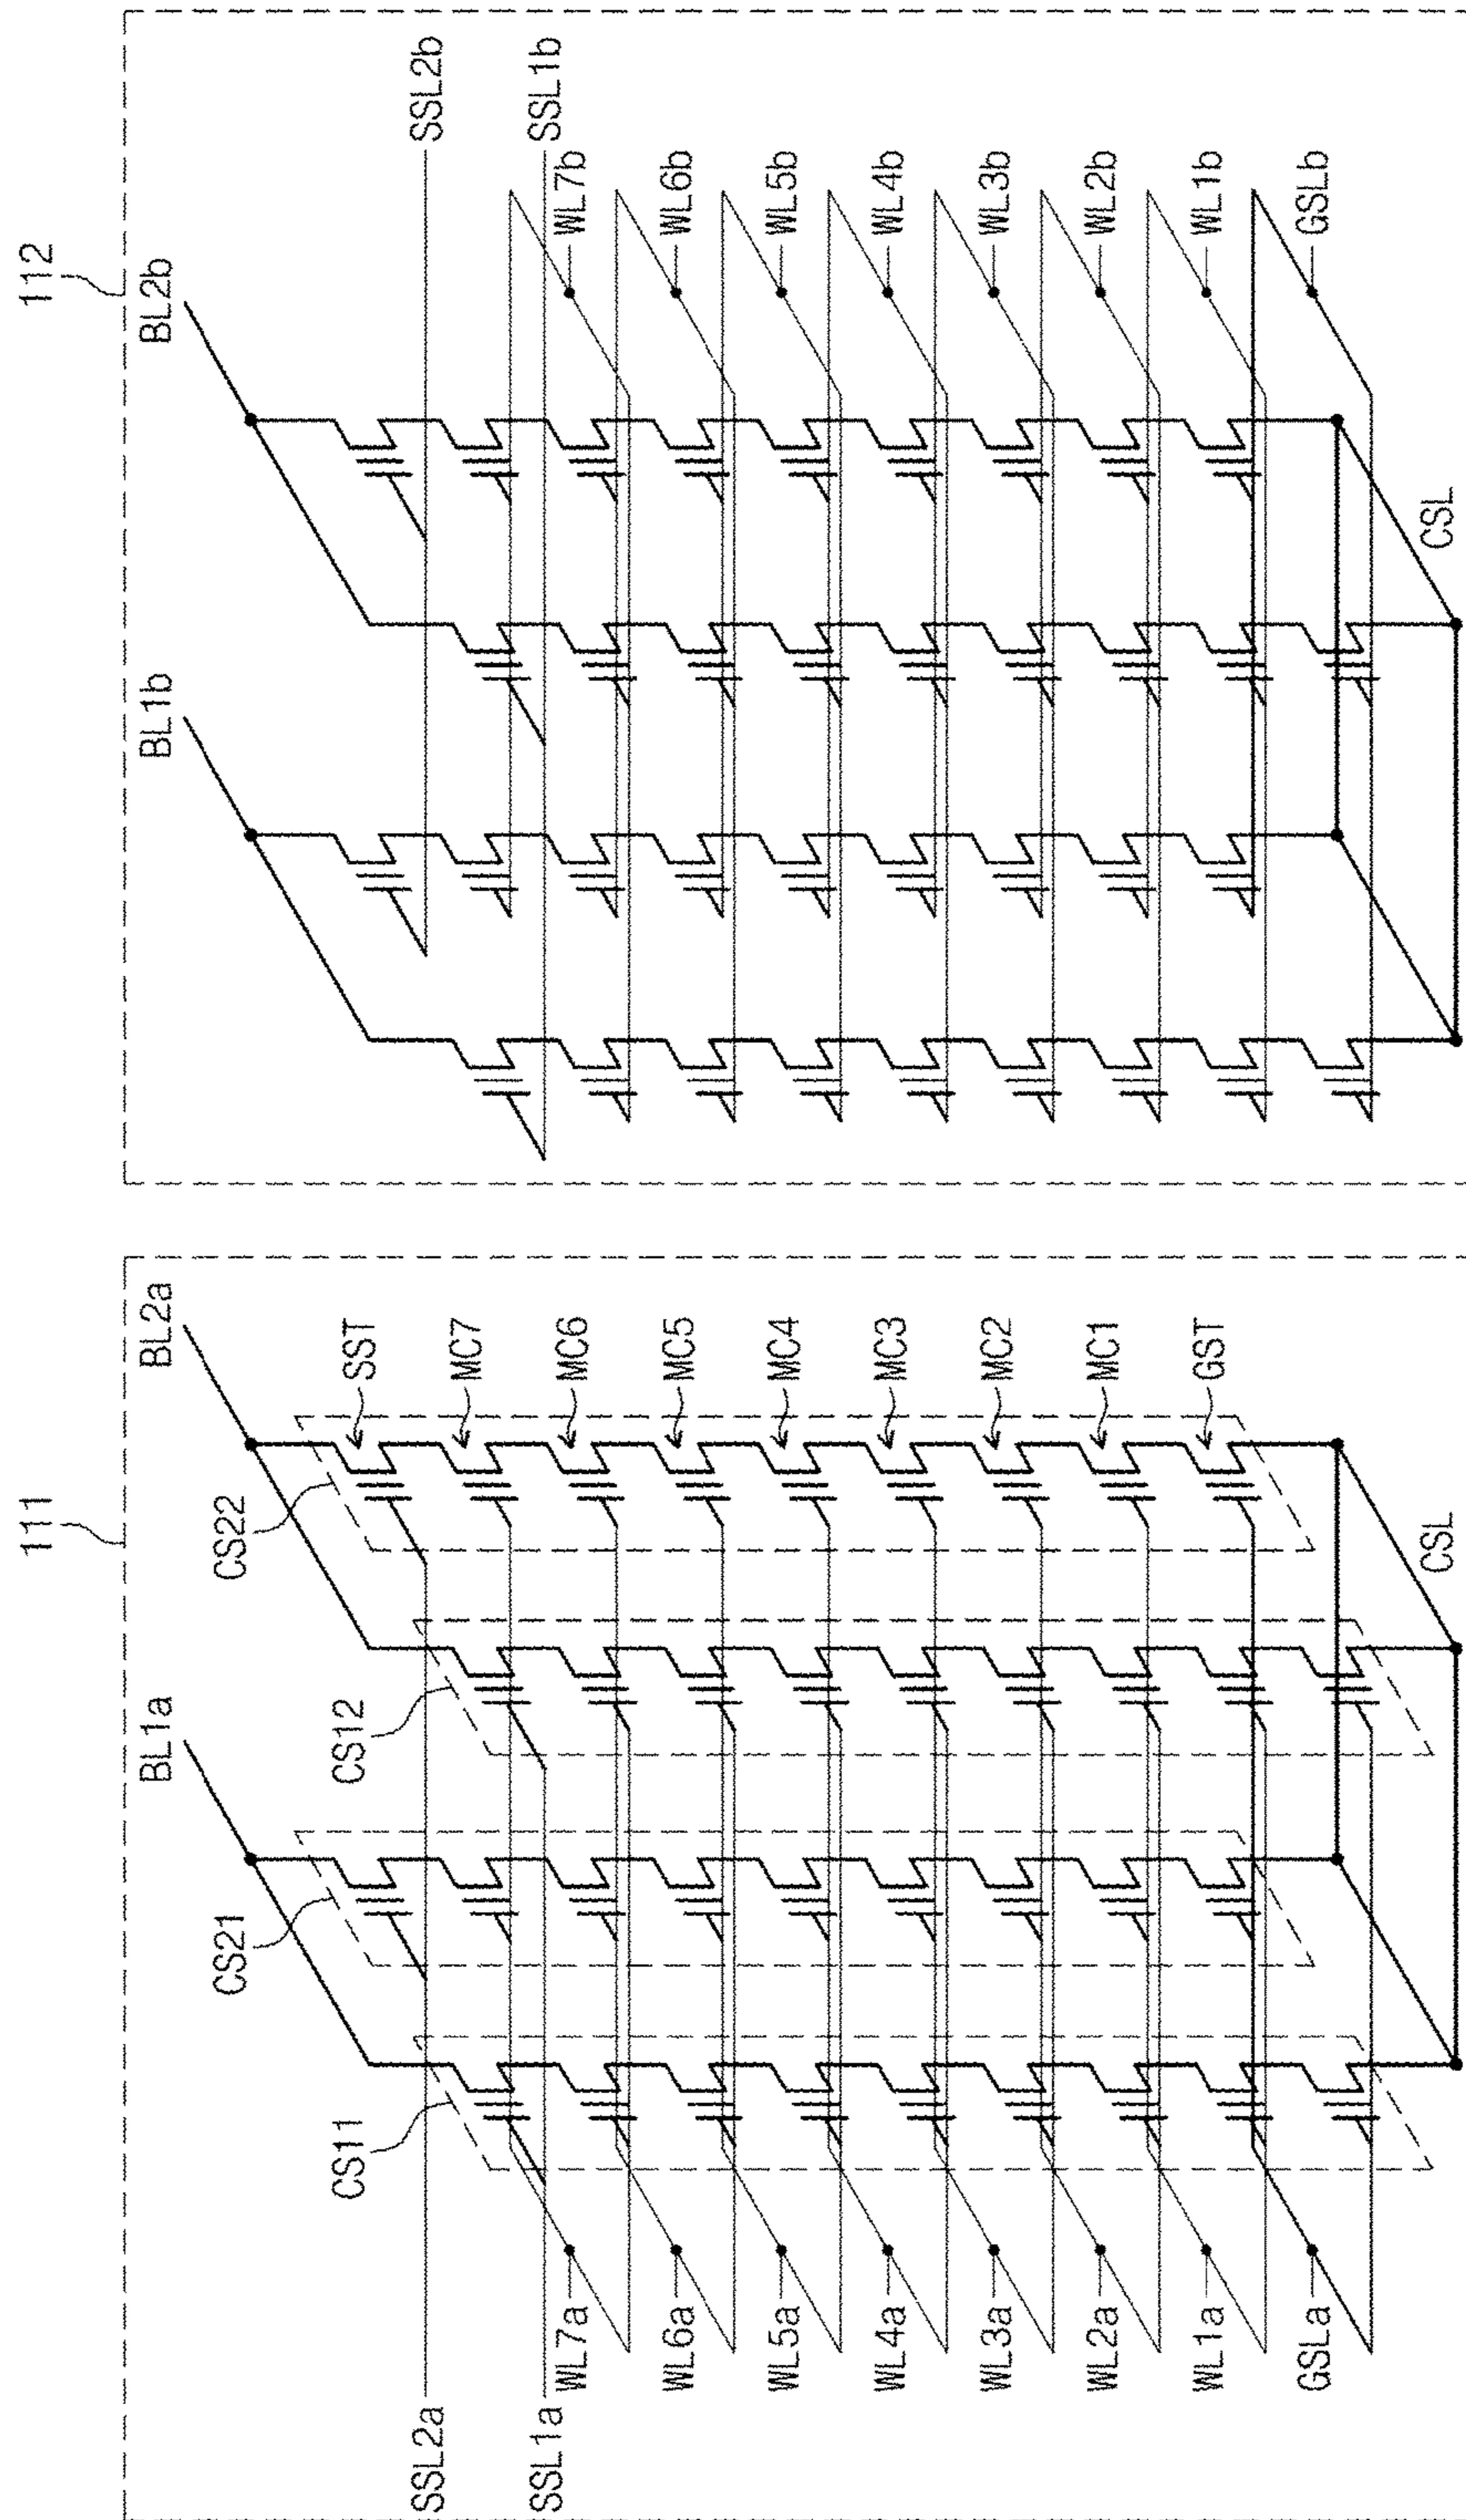 111
BL1a
BL2a
CS21
CS22
CS11
CS12
SSL2a
SSL1a
WL7a
WL6a
WL5a
WL4a
WL3a
WL2a
WL1a
GSLa
SST
MC7
MC6
MC5
MC4
MC3
MC2
MC1
GST
CSL
112
BL1b
BL2b
SSL2b
SSL1b
WL7b
WL6b
WL5b
WL4b
WL3b
WL2b
WL1b
GSLb
CSL